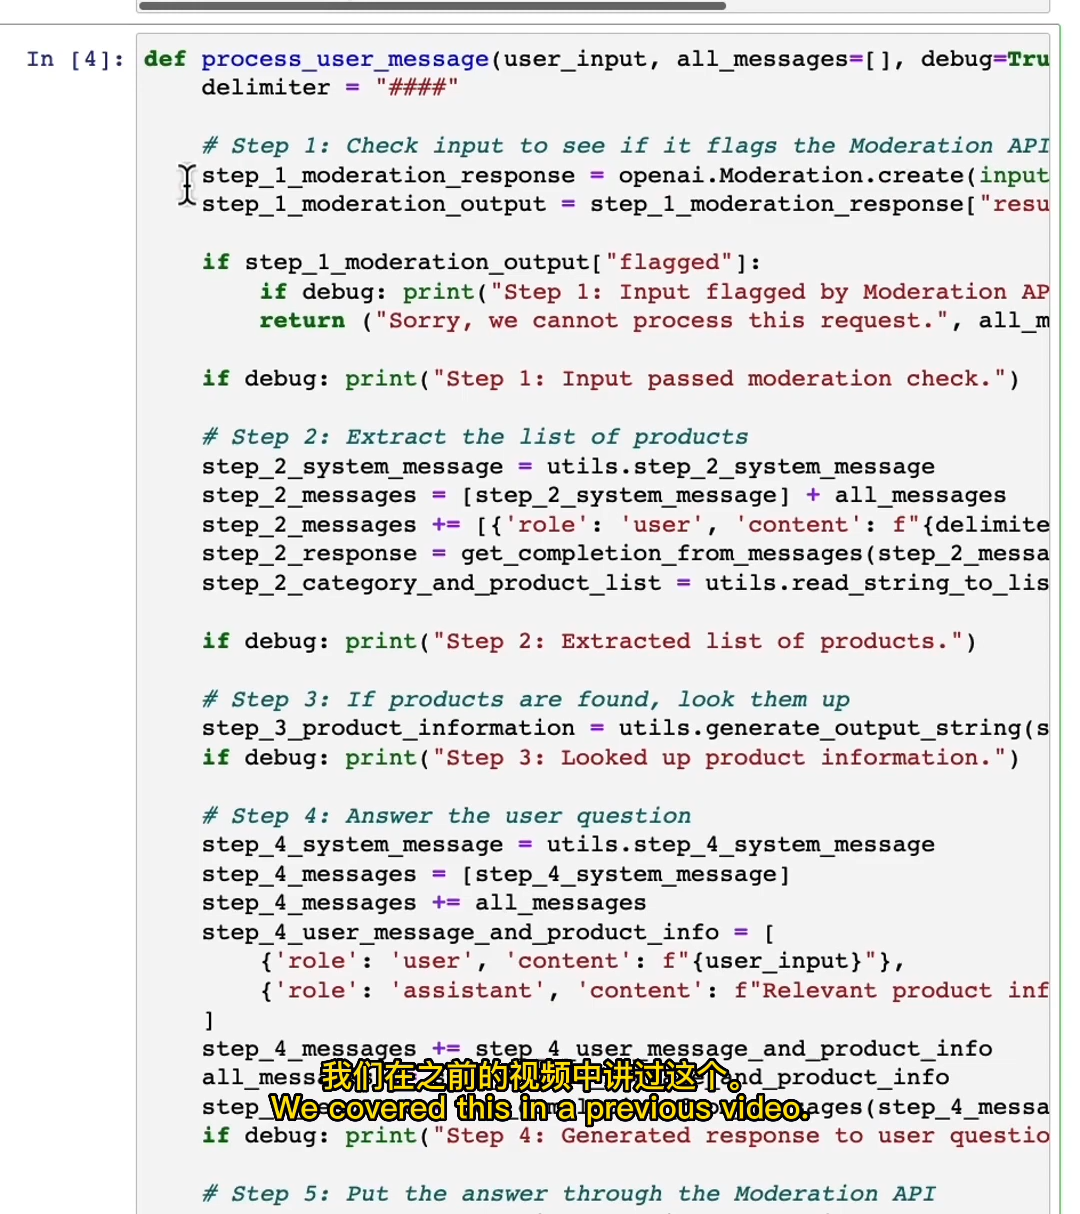 In [4]: def process_user_message(user_input, all_messages=[], debug=Tru
delimiter = "####"
# Step 1: Check input to see if it flags the Moderation API
step_1_moderation_response = openai.Moderation.create(input
step_1_moderation_output = step_1_moderation_response["resu
if step_1_moderation_output["flagged"]:
if debug: print("Step 1: Input flagged by Moderation AP
return ("Sorry, we cannot process this request.", all_m
if debug: print("Step 1: Input passed moderation check.")
# Step 2: Extract the list of products
step_2_system_message = utils.step_2_system_message
step_2_messages = [step_2_system_message] + all_messages
step_2_messages += [{'role': 'user', 'content': f"{delimite
step_2_response = get_completion_from_messages(step_2_messa
step_2_category_and_product_list = utils.read_string_to_lis
if debug: print("Step 2: Extracted list of products.")
# Step 3: If products are found, look them up
step_3_product_information = utils.generate_output_string(s
if debug: print("Step 3: Looked up product information.")
# Step 4: Answer the user question
step_4_system_message = utils.step_4_system_message
step_4_messages = [step_4_system_message]
step_4_messages += all_messages
step_4_user_message_and_product_info = [
{'role': 'user', 'content': f"{user_input}"},
{'role': 'assistant', 'content': f"Relevant product inf
]
step_4_messages += step_4_user_message_and_product_info
我们在之前的视频中讲过这个。
We covered this in a previous video.
if debug: print("Step 4: Generated response to user questio
# Step 5: Put the answer through the Moderation API